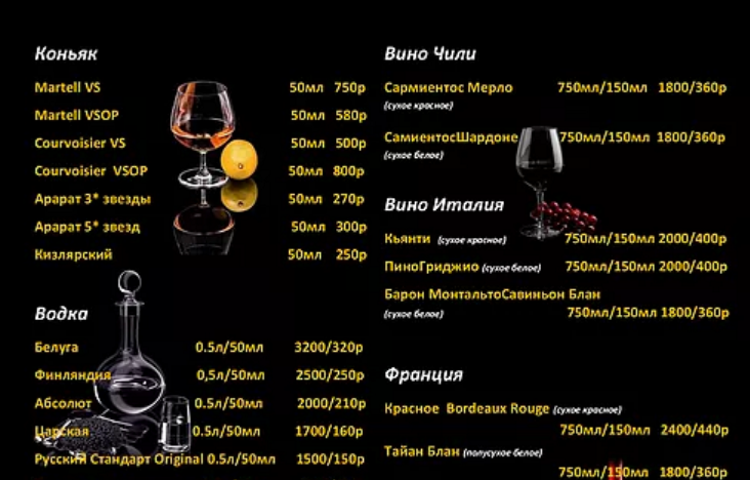 Коньяк
Martell VS 50мл 750р
Martell VSOP 50мл 580р
Courvoisier VS 50мл 500р
Courvoisier VSOP 50мл 800р
Арарат 3* звезды 50мл 270р
Арарат 5* звезд 50мл 300р
Кизлярский 50мл 250р
Водка
Белуга 0.5л/50мл 3200/320р
Финляндия 0,5л/50мл 2500/250р
Абсолют 0.5л/50мл 2000/210р
Царская 0.5л/50мл 1700/160р
Русский Стандарт Original 0.5л/50мл 1500/150р
Вино Чили
Сармиентос Мерло 750мл/150мл 1800/360р
(сухое красное)
СамиентосШардоне 750мл/150мл 1800/360р
(сухое белое)
Вино Италия
Кьянти (сухое красное) 750мл/150мл 2000/400р
ПиноГриджио (сухое белое) 750мл/150мл 2000/400р
Барон МонтальтоСавиньон Блан
(сухое белое) 750мл/150мл 1800/360р
Франция
Красное Bordeaux Rouge (сухое красное)
750мл/150мл 2400/440р
Тайан Блан (полусухое белое)
750мл/150мл 1800/360р